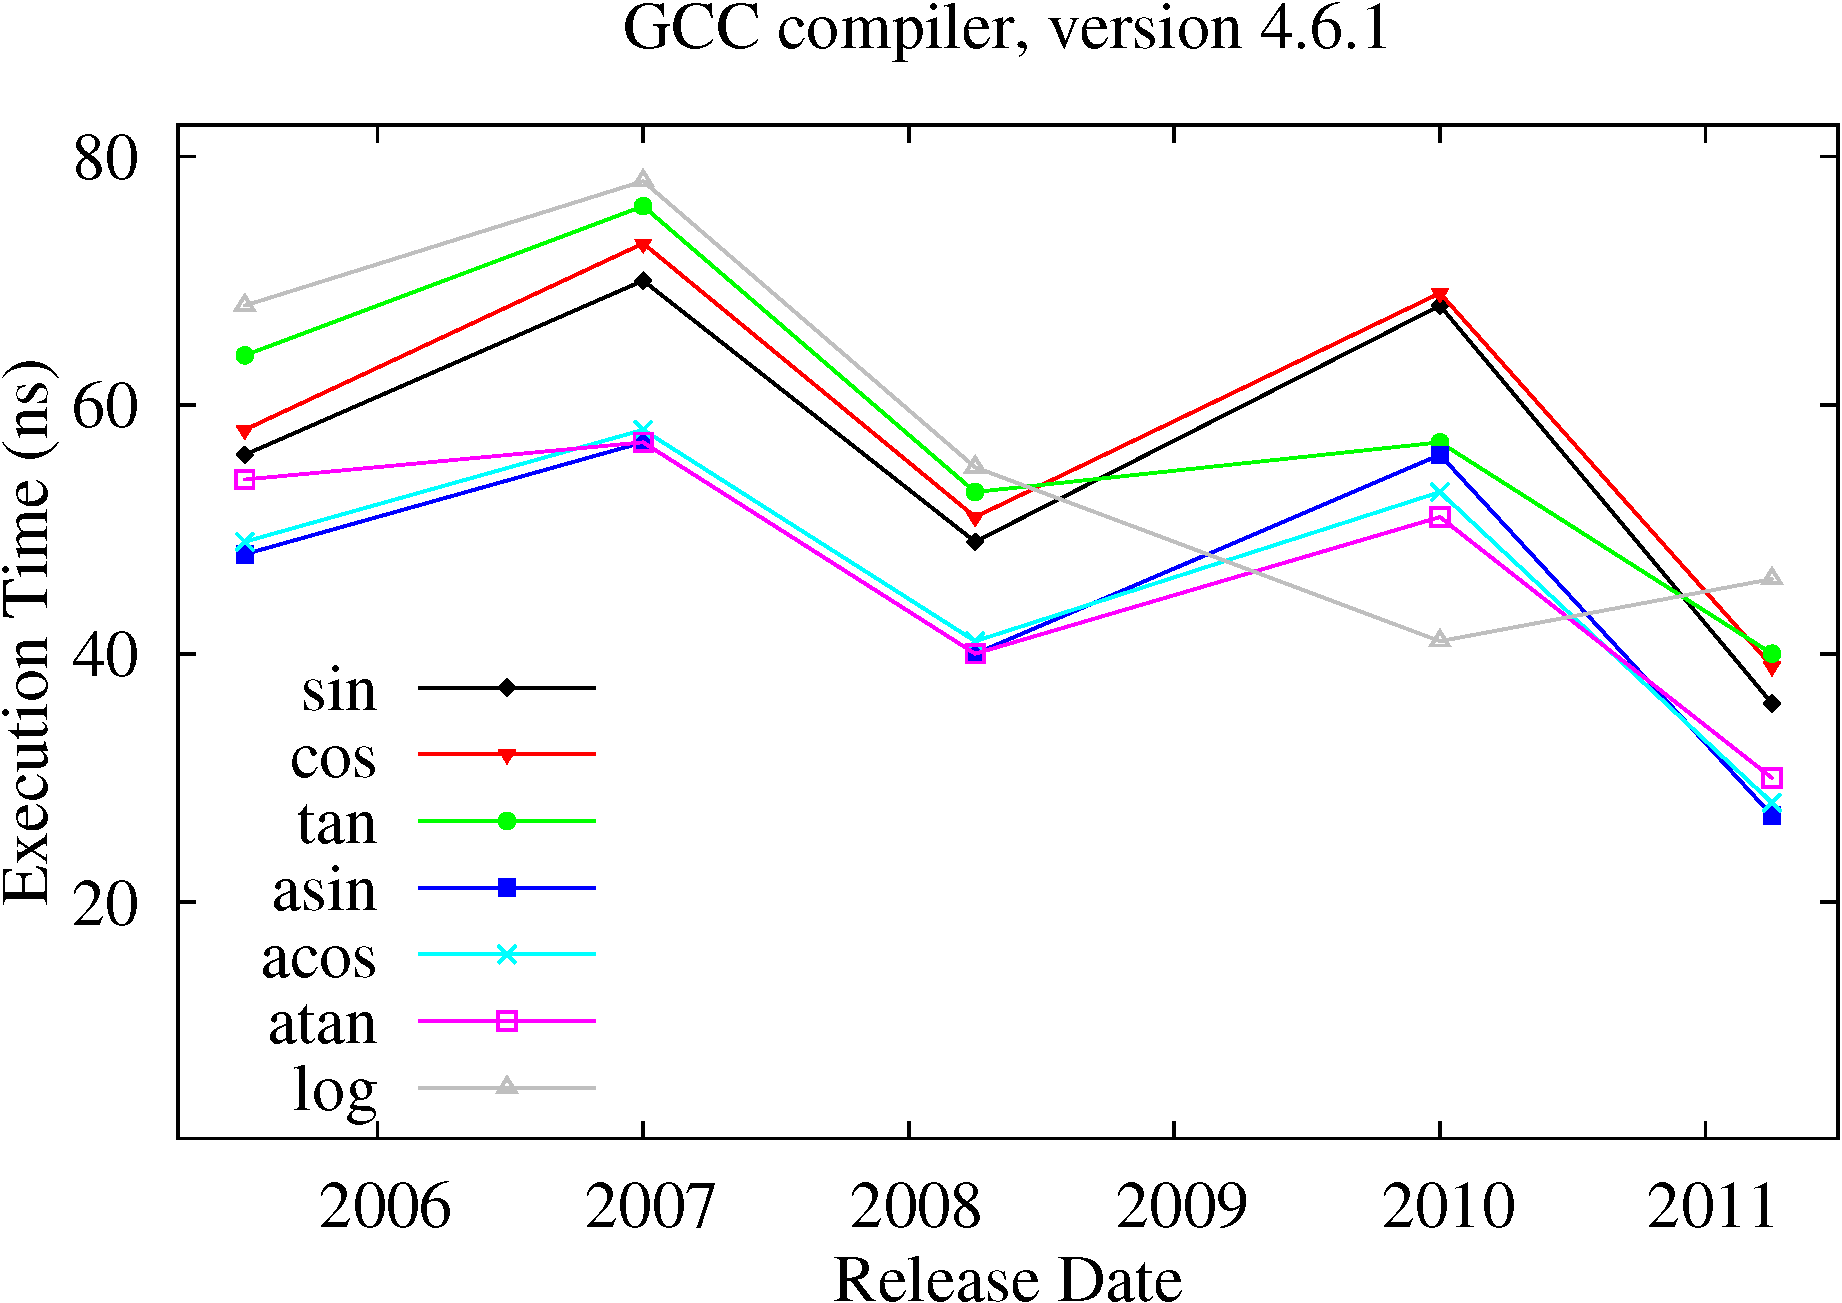 GCC compiler, version 4.6.1
Execution Time (ns)
80
60
40
20
sin
cos
tan
asin
acos
atan
log
2006 2007 2008 2009 2010 2011
Release Date